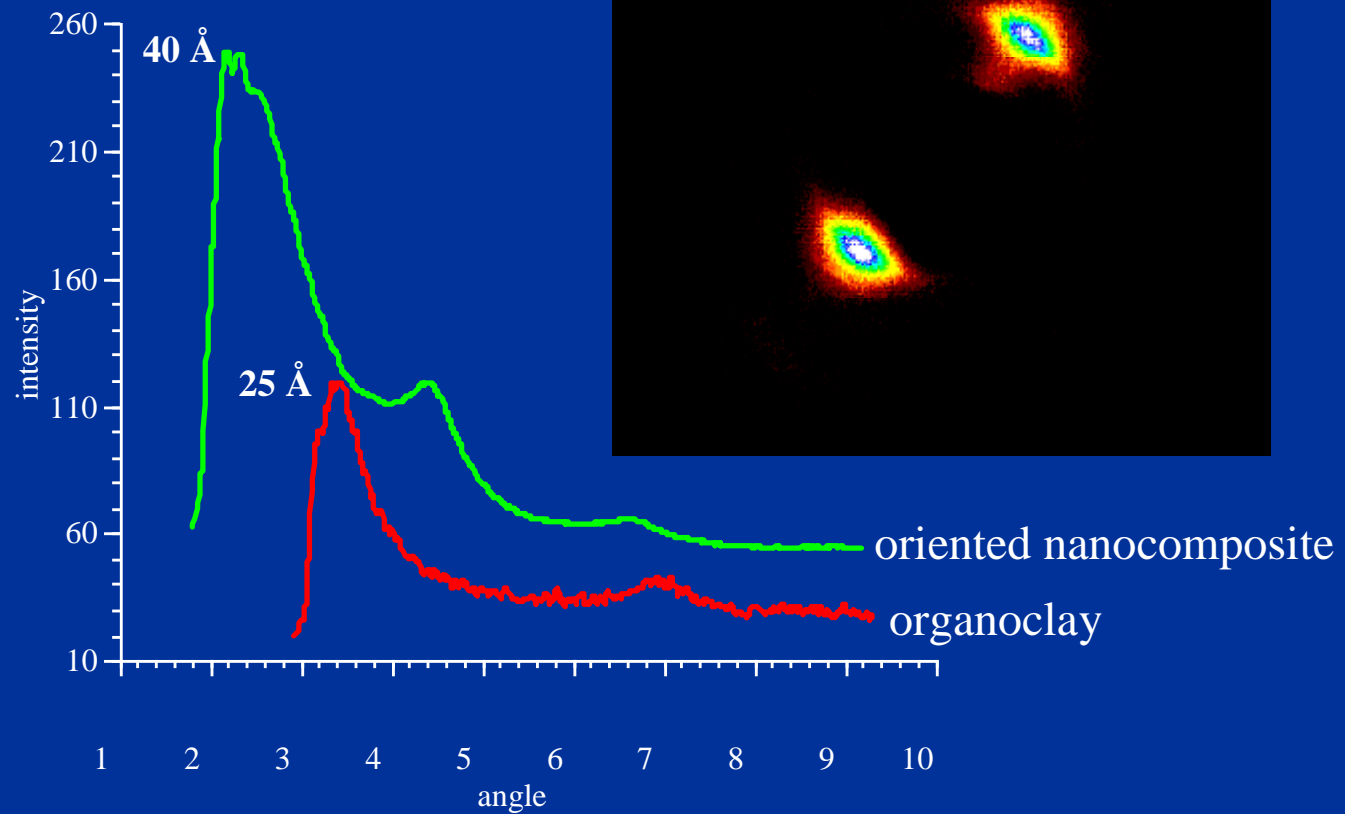 260
40 Å
210
160
intensity
25 Å
110
60
oriented nanocomposite
organoclay
10
1 2 3 4 5 6 7 8 9 10
angle